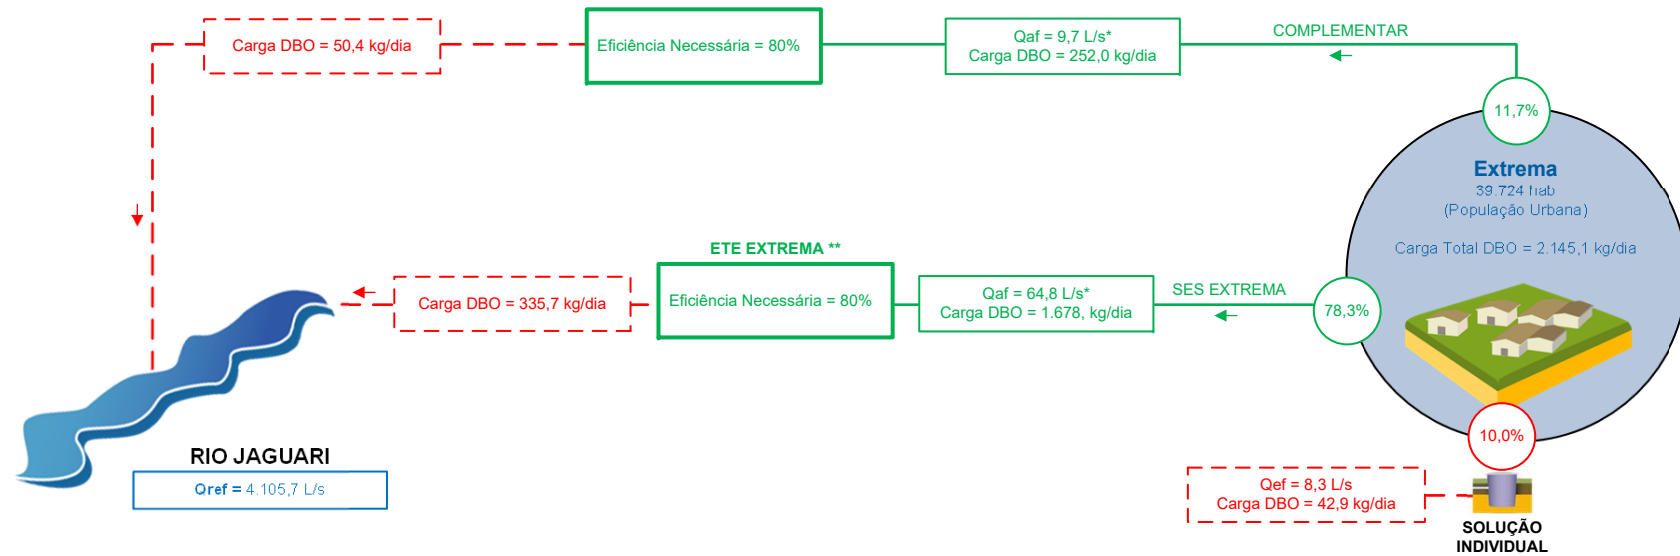 Carga DBO = 50,4 kg/dia
Eficiência Necessária = 80%
Qaf = 9,7 L/s*
Carga DBO = 252,0 kg/dia
COMPLEMENTAR
11,7%
Extrema
39.724 hab
(População Urbana)
Carga Total DBO = 2.145,1 kg/dia
ETE EXTREMA **
Carga DBO = 335,7 kg/dia
Eficiência Necessária = 80%
Qaf = 64,8 L/s*
Carga DBO = 1.678, kg/dia
SES EXTREMA
78,3%
10,0%
RIO JAGUARI
Qref = 4.105,7 L/s
Qef = 8,3 L/s
Carga DBO = 42,9 kg/dia
SOLUÇÃO
INDIVIDUAL